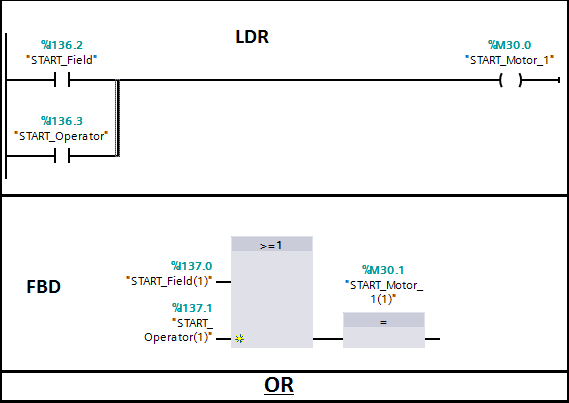 LDR
%I136.2
"START_Field"
%M30.0
"START_Motor_1"
%I136.3
"START_Operator"
FBD
>=1
%I137.0
"START_Field(1)"
%I137.1
"START_
Operator(1)"
%M30.1
"START_Motor_
1(1)"
=
OR